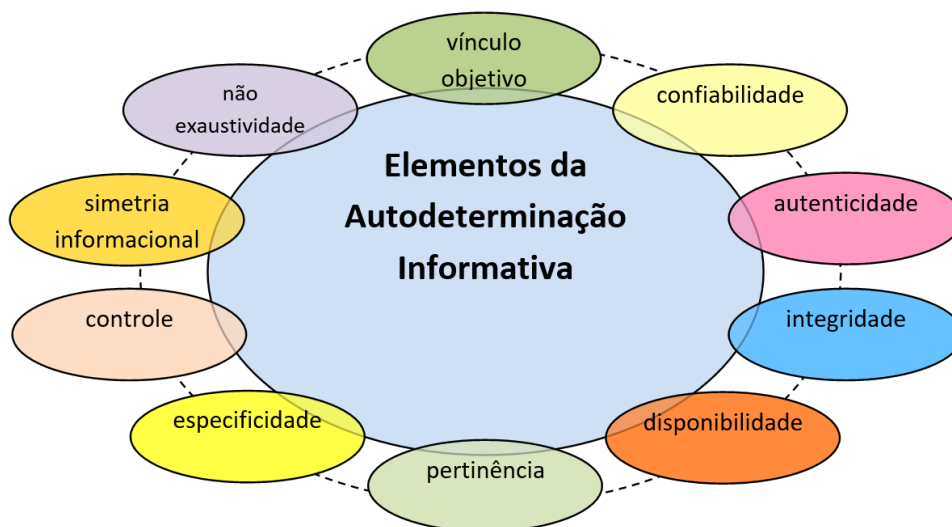 Elementos da
Autodeterminação
Informativa
vínculo
objetivo
confiabilidade
autenticidade
integridade
disponibilidade
pertinência
especificidade
controle
simetria
informacional
não
exaustividade